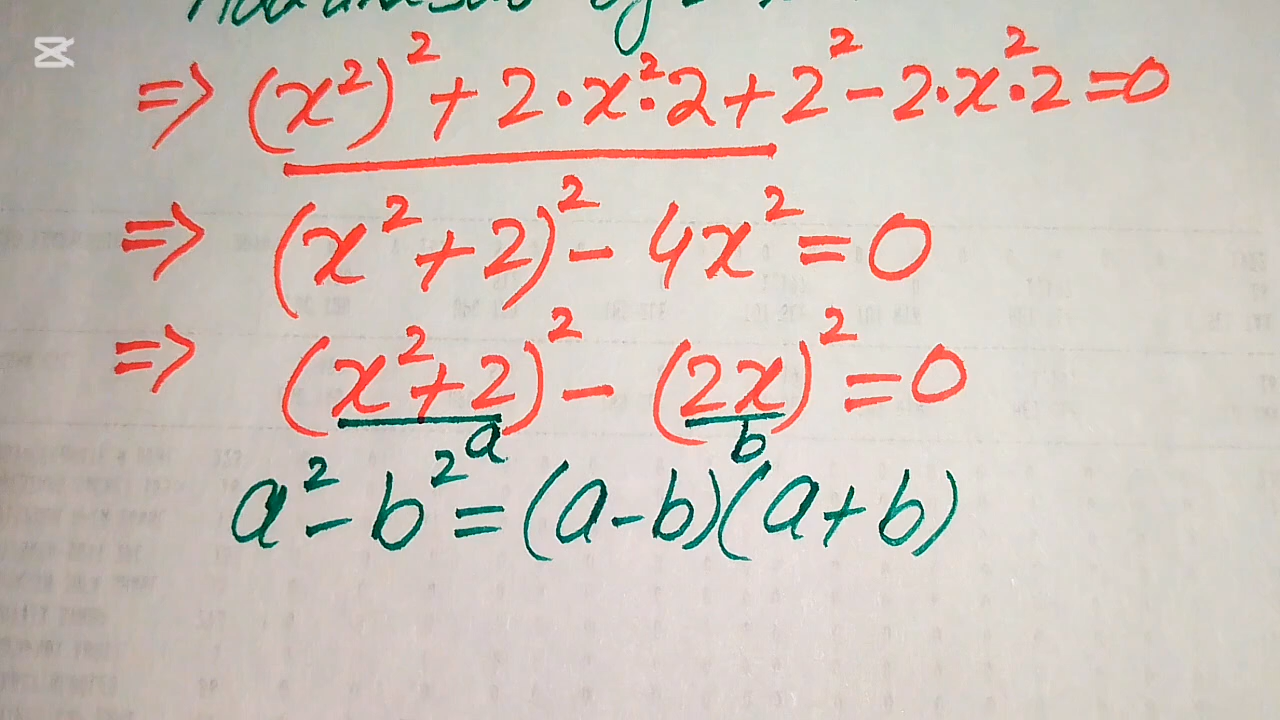 => (x²)² + 2·x²·2 + 2² - 2·x²·2 = 0
=> (x² + 2)² - 4x² = 0
=> (x² + 2)² - (2x)² = 0
a b
a² - b² = (a - b)(a + b)